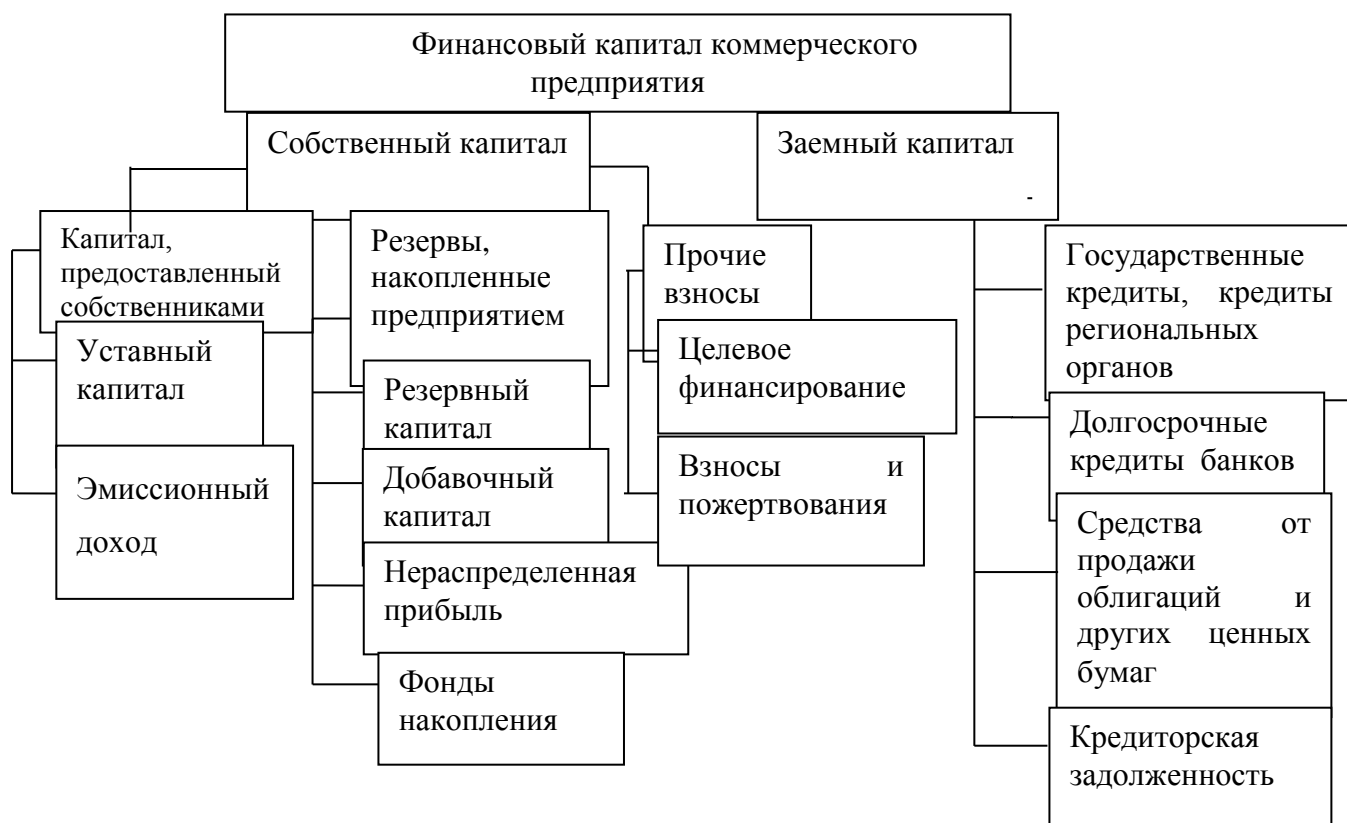 Финансовый капитал коммерческого
предприятия
Собственный капитал
Заемный капитал
-
Капитал,
предоставленный
собственниками
Уставный
капитал
Эмиссионный
доход
Резервы,
накопленные
предприятием
Резервный
капитал
Добавочный
капитал
Нераспределенная
прибыль
Фонды
накопления
Прочие
взносы
Целевое
финансирование
Взносы и
пожертвования
Государственные
кредиты, кредиты
региональных
органов
Долгосрочные
кредиты банков
Средства от
продажи
облигаций и
других ценных
бумаг
Кредиторская
задолженность